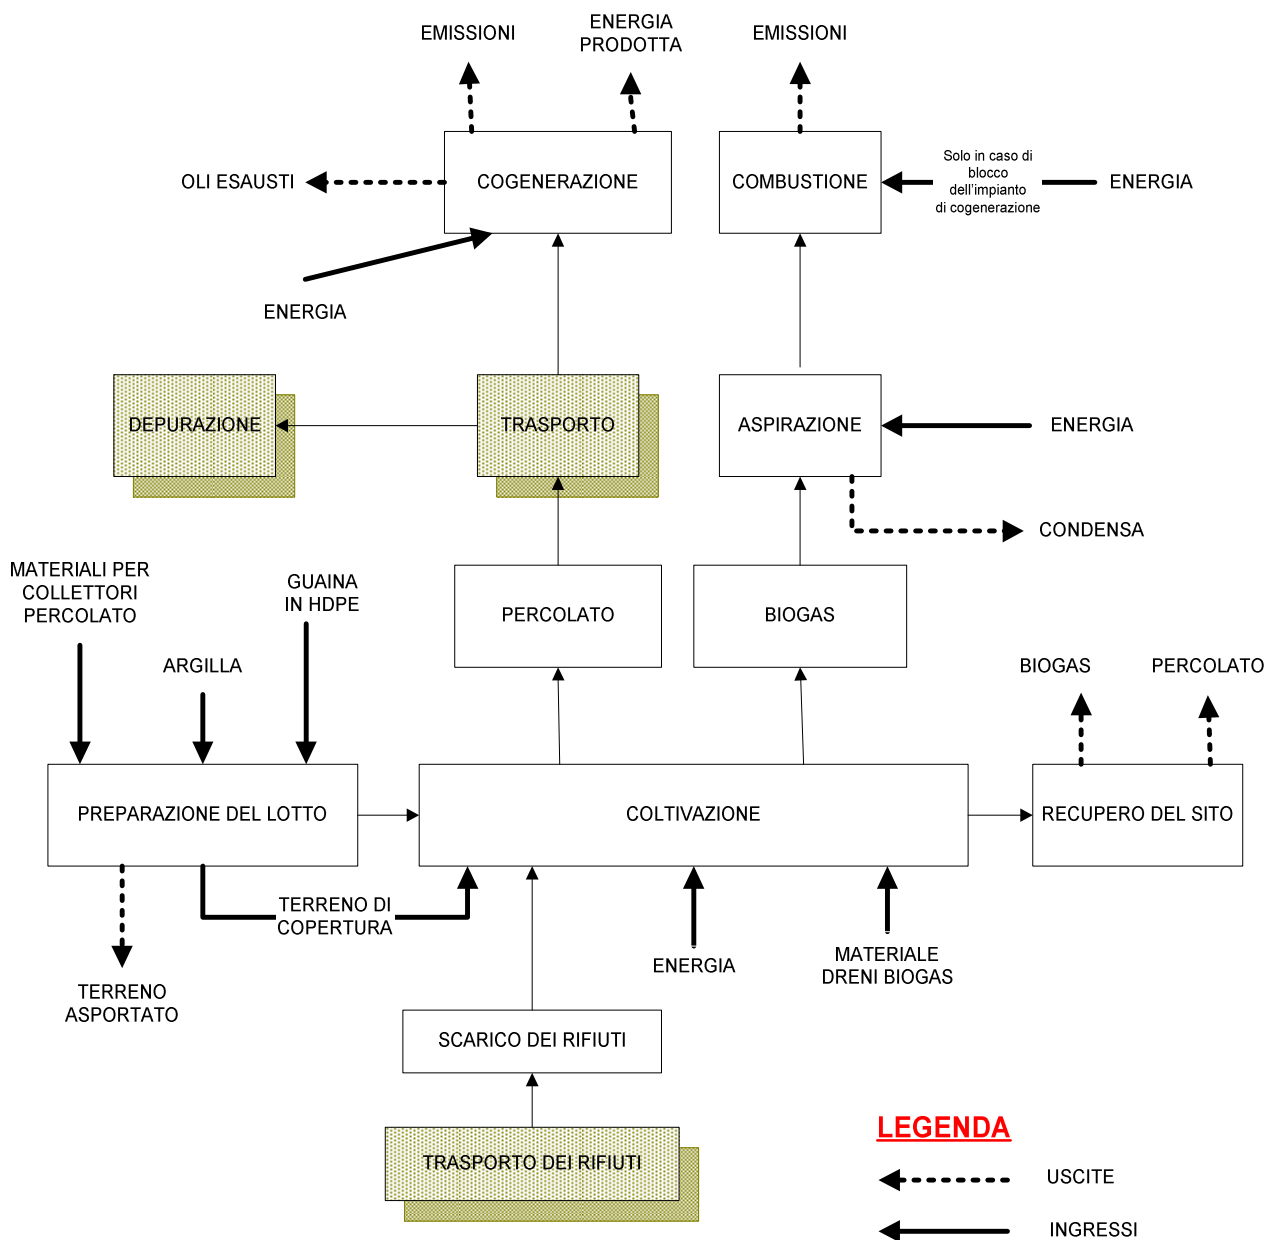 EMISSIONI
ENERGIA
PRODOTTA
EMISSIONI
OLI ESAUSTI
COGENERAZIONE
COMBUSTIONE
Solo in caso di
blocco
dell'impianto
di cogenerazione
ENERGIA
ENERGIA
DEPURAZIONE
TRASPORTO
ASPIRAZIONE
ENERGIA
CONDENSA
MATERIALI PER
COLLETTORI
PERCOLATO
GUAINA
IN HDPE
PERCOLATO
BIOGAS
ARGILLA
BIOGAS
PERCOLATO
PREPARAZIONE DEL LOTTO
COLTIVAZIONE
RECUPERO DEL SITO
TERRENO DI
COPERTURA
ENERGIA
MATERIALE
DRENI BIOGAS
TERRENO
ASPORTATO
SCARICO DEI RIFIUTI
TRASPORTO DEI RIFIUTI
LEGENDA
USCITE
INGRESSI